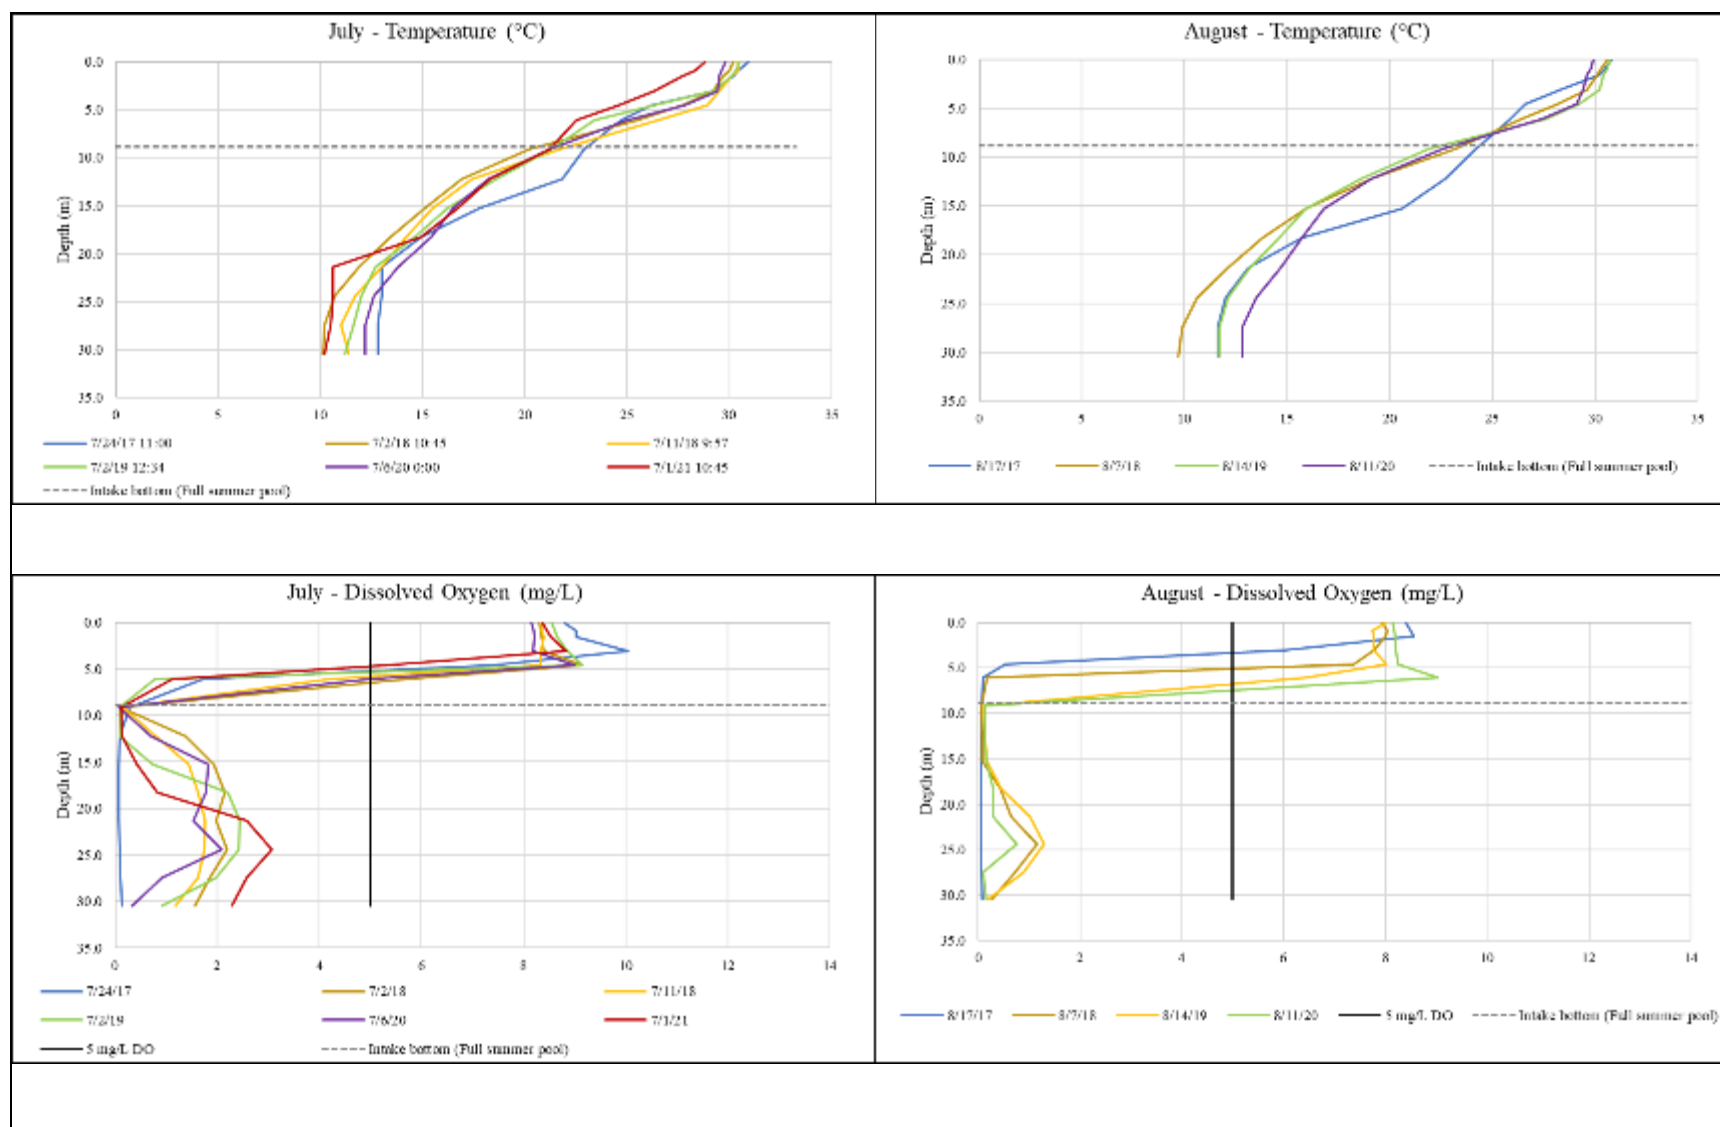 July - Temperature (°C)
0.0
5.0
10.0
15.0
20.0
25.0
30.0
35.0
Depth (m)
0 5 10 15 20 25 30 35
7/24/17 11:00 7/2/18 10:45 7/11/18 9:57
7/2/19 12:34 7/6/20 0:00 7/1/21 10:45
Intake bottom (Full summer pool)
August - Temperature (°C)
0.0
5.0
10.0
15.0
20.0
25.0
30.0
35.0
Depth (m)
0 5 10 15 20 25 30 35
8/17/17 8/7/18 8/14/19 8/11/20 Intake bottom (Full summer pool)
July - Dissolved Oxygen (mg/L)
0.0
5.0
10.0
15.0
20.0
25.0
30.0
35.0
Depth (m)
0 2 4 6 8 10 12 14
7/24/17 7/2/18 7/11/18
7/2/19 7/6/20 7/1/21
5 mg/L DO Intake bottom (Full summer pool)
August - Dissolved Oxygen (mg/L)
0.0
5.0
10.0
15.0
20.0
25.0
30.0
35.0
Depth (m)
0 2 4 6 8 10 12 14
8/17/17 8/7/18 8/14/19 8/11/20 5 mg/L DO Intake bottom (Full summer pool)